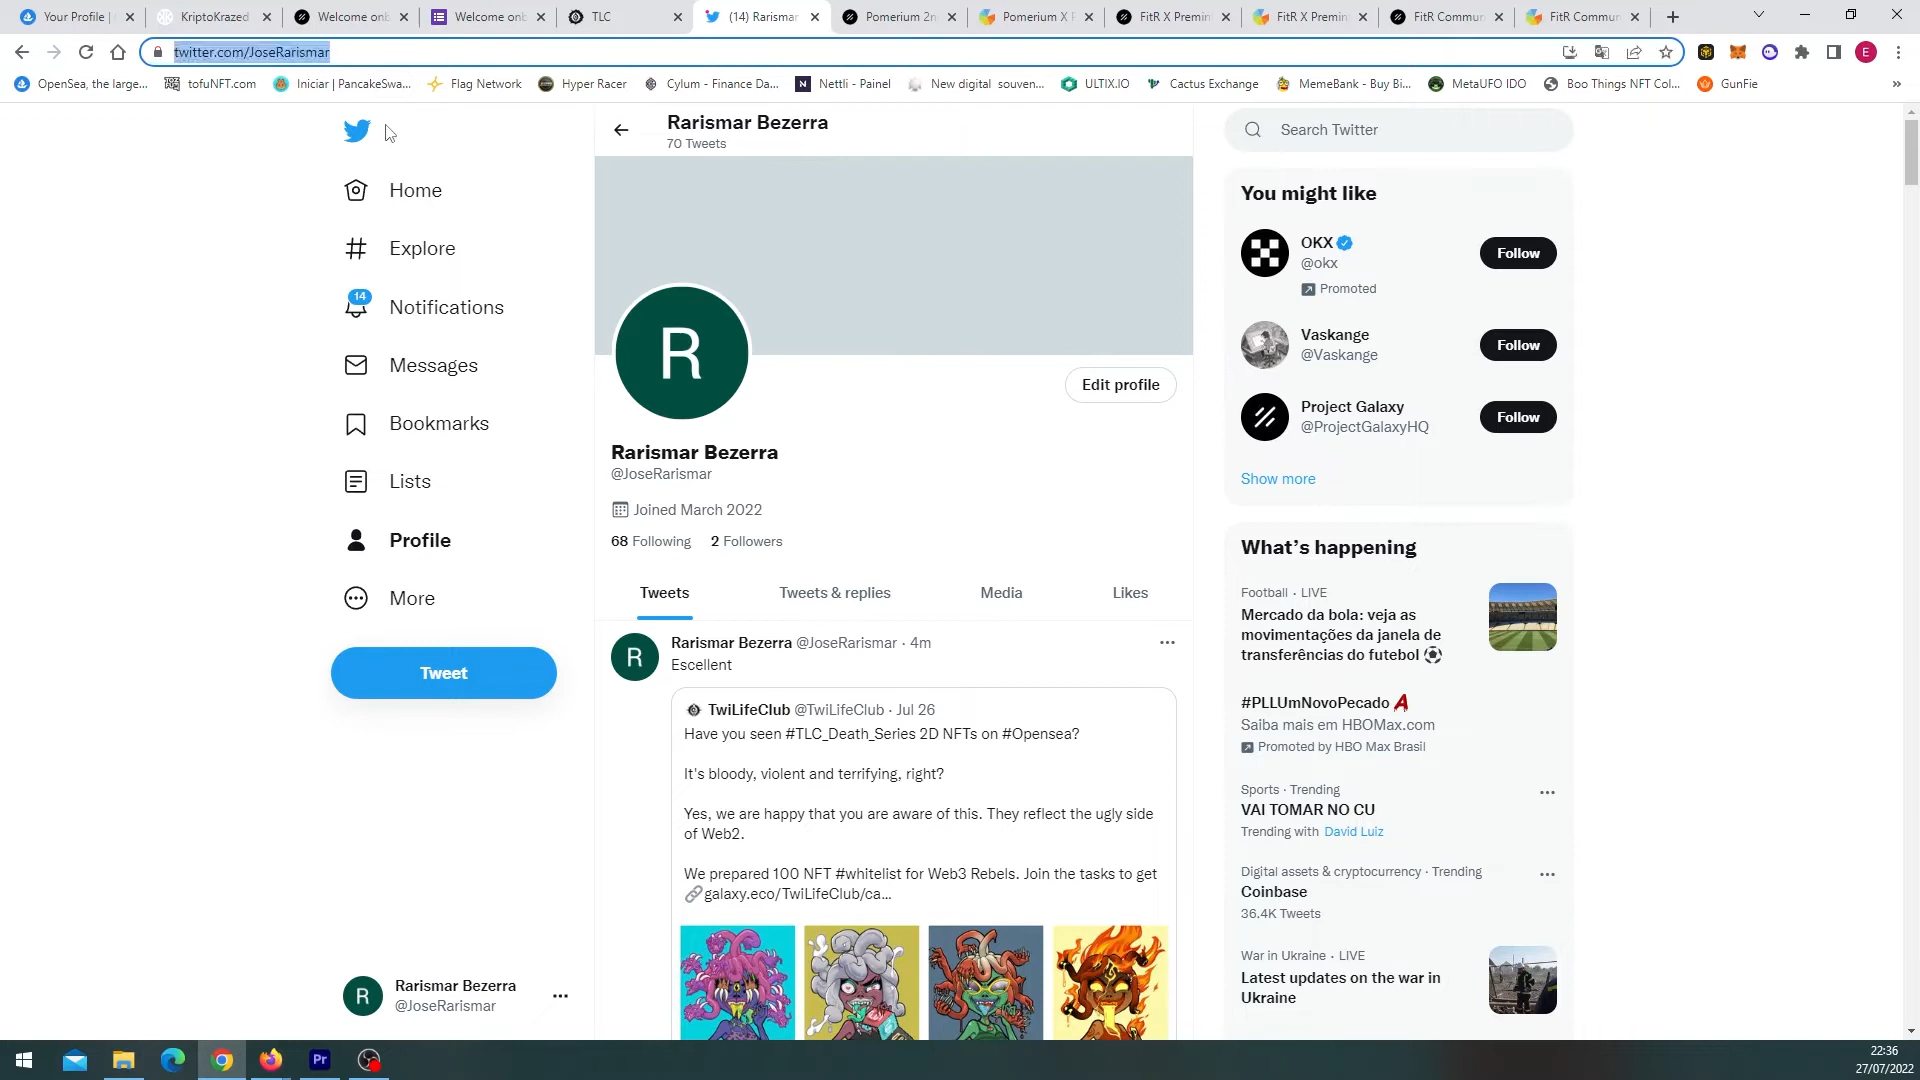 Your Profile |
KriptoKrazed
Welcome onb
Welcome onb
TLC
(14) Rarismar
Pomerium 2n
Pomerium X F
FitR X Premin
FitR X Premin
FitR Commun
FitR Commun
twitter.com/JoseRarismar
E
OpenSea, the large...
tofuNFT.com
Iniciar | PancakeSwa...
Flag Network
Hyper Racer
Cylum - Finance Da...
Nettli - Painel
New digital souven...
ULTIX.IO
Cactus Exchange
MemeBank - Buy Bi...
MetaUFO IDO
Boo Things NFT Col...
GunFie
»
Home
Explore
14
Notifications
Messages
Bookmarks
Lists
Profile
More
Tweet
R
Rarismar Bezerra
@JoseRarismar
Rarismar Bezerra
70 Tweets
R
Edit profile
Rarismar Bezerra
@JoseRarismar
Joined March 2022
68 Following 2 Followers
Tweets
Tweets & replies
Media
Likes
R
Rarismar Bezerra @JoseRarismar · 4m
Escellent
TwiLifeClub @TwiLifeClub · Jul 26
Have you seen #TLC_Death_Series 2D NFTs on #Opensea?
It's bloody, violent and terrifying, right?
Yes, we are happy that you are aware of this. They reflect the ugly side
of Web2.
We prepared 100 NFT #whitelist for Web3 Rebels. Join the tasks to get
galaxy.eco/TwiLifeClub/ca...
Search Twitter
You might like
OKX
@okx
Promoted
Follow
Vaskange
@Vaskange
Follow
Project Galaxy
@ProjectGalaxyHQ
Follow
Show more
What's happening
Football · LIVE
Mercado da bola: veja as
movimentações da janela de
transferências do futebol
#PLLUmNovoPecado
Saiba mais em HBOMax.com
Promoted by HBO Max Brasil
Sports · Trending
VAI TOMAR NO CU
Trending with David Luiz
Digital assets & cryptocurrency · Trending
Coinbase
36.4K Tweets
War in Ukraine · LIVE
Latest updates on the war in
Ukraine
Pr
22:36
27/07/2022